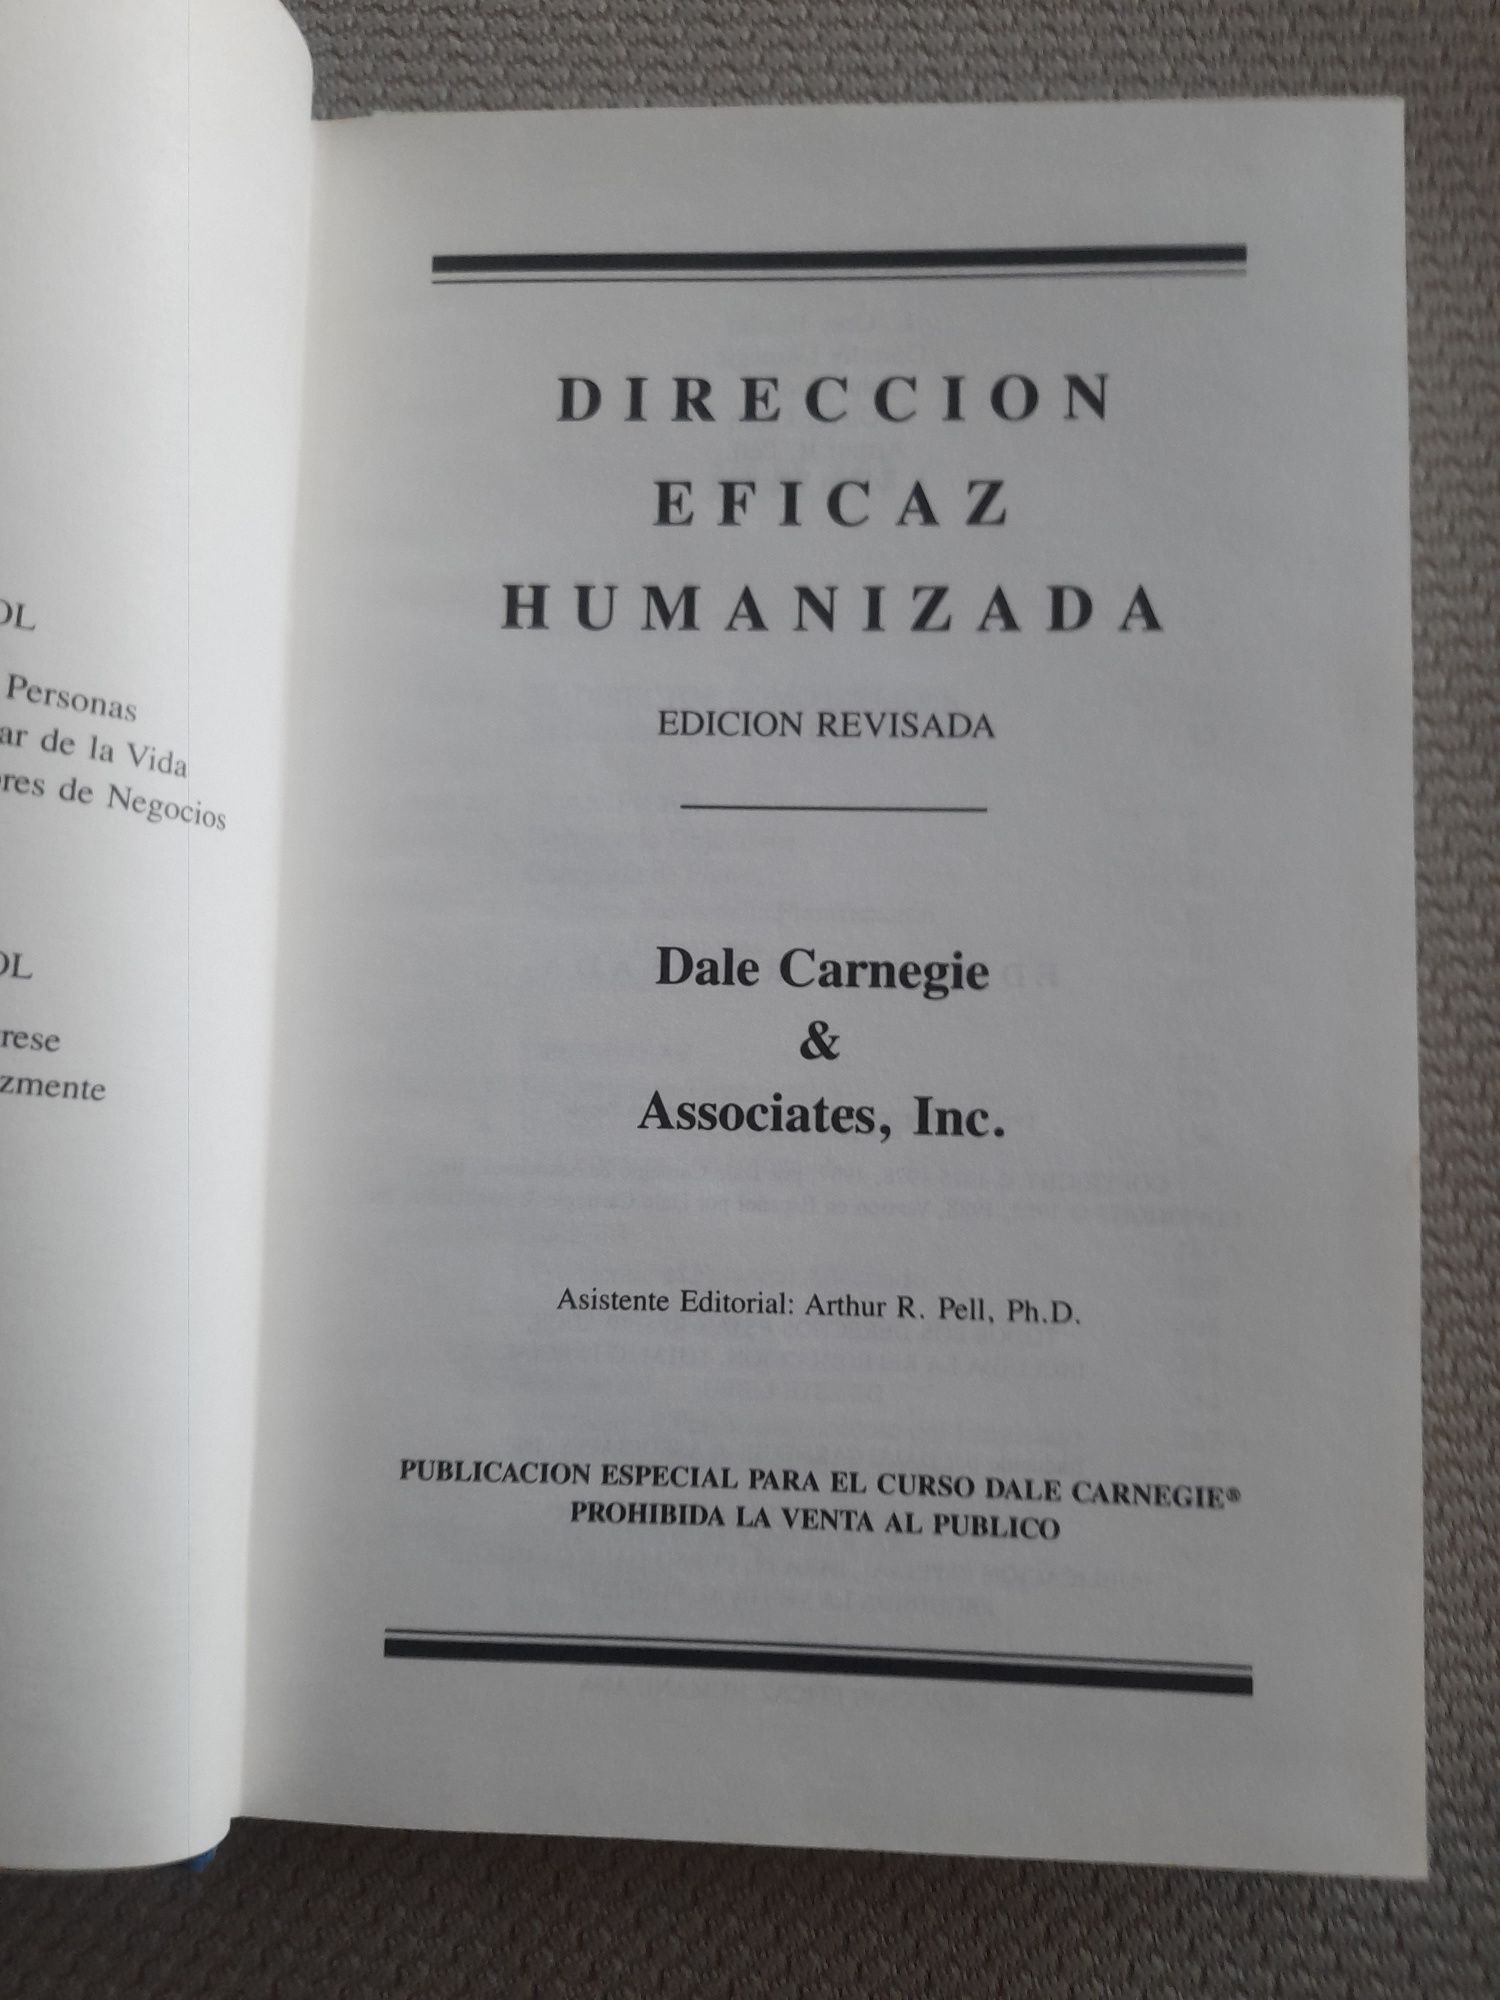 OL
Personas
ar de la Vida
res de Negocios
OL
rese
zmente
DIRECCION
EFICAZ
HUMANIZADA
EDICION REVISADA
Dale Carnegie
&
Associates, Inc.
Asistente Editorial: Arthur R. Pell, Ph.D.
PUBLICACION ESPECIAL PARA EL CURSO DALE CARNEGIE®
PROHIBIDA LA VENTA AL PUBLICO